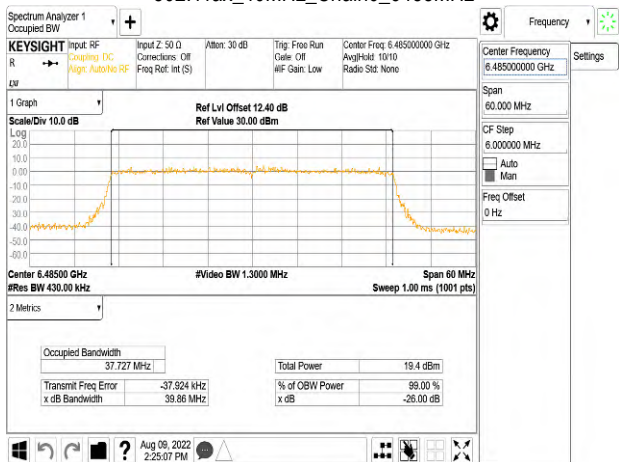 Spectrum Analyzer 1
Occupied BW
Frequency
KEYSIGHT
R
Input: RF
Coupling: DC
Align: Auto/No RF
Input Z: 50 Ω
Corrections: Off
Freq Ref: Int (S)
Atten: 30 dB
Trig: Free Run
Gate: Off
#IF Gain: Low
Center Freq: 6.485000000 GHz
Avg|Hold: 10/10
Radio Std: None
Center Frequency
6.485000000 GHz
Settings
Span
60.000 MHz
CF Step
6.000000 MHz
Auto
Man
Freq Offset
0 Hz
1 Graph
Scale/Div 10.0 dB
Ref Lvl Offset 12.40 dB
Ref Value 30.00 dBm
Log
20.0
10.0
0.00
-10.0
-20.0
-30.0
-40.0
-50.0
-60.0
Center 6.48500 GHz
#Video BW 1.3000 MHz
Span 60 MHz
#Res BW 430.00 kHz
Sweep 1.00 ms (1001 pts)
2 Metrics
Occupied Bandwidth
37.727 MHz
Total Power
19.4 dBm
Transmit Freq Error
-37.924 kHz
% of OBW Power
99.00 %
x dB Bandwidth
39.86 MHz
x dB
-26.00 dB
Aug 09, 2022
2:25:07 PM